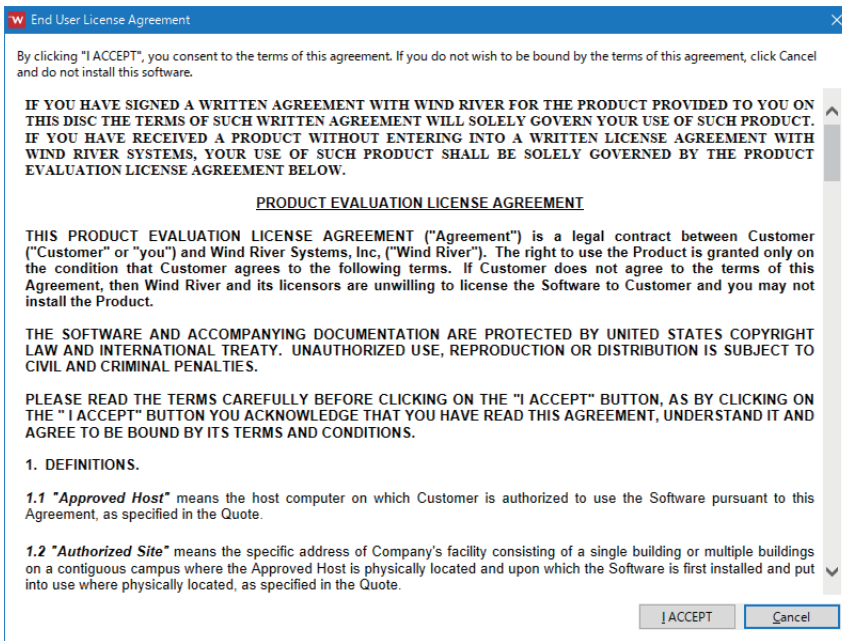 W End User License Agreement
By clicking "I ACCEPT", you consent to the terms of this agreement. If you do not wish to be bound by the terms of this agreement, click Cancel
and do not install this software.
IF YOU HAVE SIGNED A WRITTEN AGREEMENT WITH WIND RIVER FOR THE PRODUCT PROVIDED TO YOU ON
THIS DISC THE TERMS OF SUCH WRITTEN AGREEMENT WILL SOLELY GOVERN YOUR USE OF SUCH PRODUCT.
IF YOU HAVE RECEIVED A PRODUCT WITHOUT ENTERING INTO A WRITTEN LICENSE AGREEMENT WITH
WIND RIVER SYSTEMS, YOUR USE OF SUCH PRODUCT SHALL BE SOLELY GOVERNED BY THE PRODUCT
EVALUATION LICENSE AGREEMENT BELOW.
PRODUCT EVALUATION LICENSE AGREEMENT
THIS PRODUCT EVALUATION LICENSE AGREEMENT ("Agreement") is a legal contract between Customer
("Customer" or "you") and Wind River Systems, Inc, ("Wind River"). The right to use the Product is granted only on
the condition that Customer agrees to the following terms. If Customer does not agree to the terms of this
Agreement, then Wind River and its licensors are unwilling to license the Software to Customer and you may not
install the Product.
THE SOFTWARE AND ACCOMPANYING DOCUMENTATION ARE PROTECTED BY UNITED STATES COPYRIGHT
LAW AND INTERNATIONAL TREATY. UNAUTHORIZED USE, REPRODUCTION OR DISTRIBUTION IS SUBJECT TO
CIVIL AND CRIMINAL PENALTIES.
PLEASE READ THE TERMS CAREFULLY BEFORE CLICKING ON THE "I ACCEPT" BUTTON, AS BY CLICKING ON
THE " I ACCEPT" BUTTON YOU ACKNOWLEDGE THAT YOU HAVE READ THIS AGREEMENT, UNDERSTAND IT AND
AGREE TO BE BOUND BY ITS TERMS AND CONDITIONS.
1. DEFINITIONS.
1.1 "Approved Host" means the host computer on which Customer is authorized to use the Software pursuant to this
Agreement, as specified in the Quote.
1.2 "Authorized Site" means the specific address of Company's facility consisting of a single building or multiple buildings
on a contiguous campus where the Approved Host is physically located and upon which the Software is first installed and put
into use where physically located, as specified in the Quote.
I ACCEPT Cancel